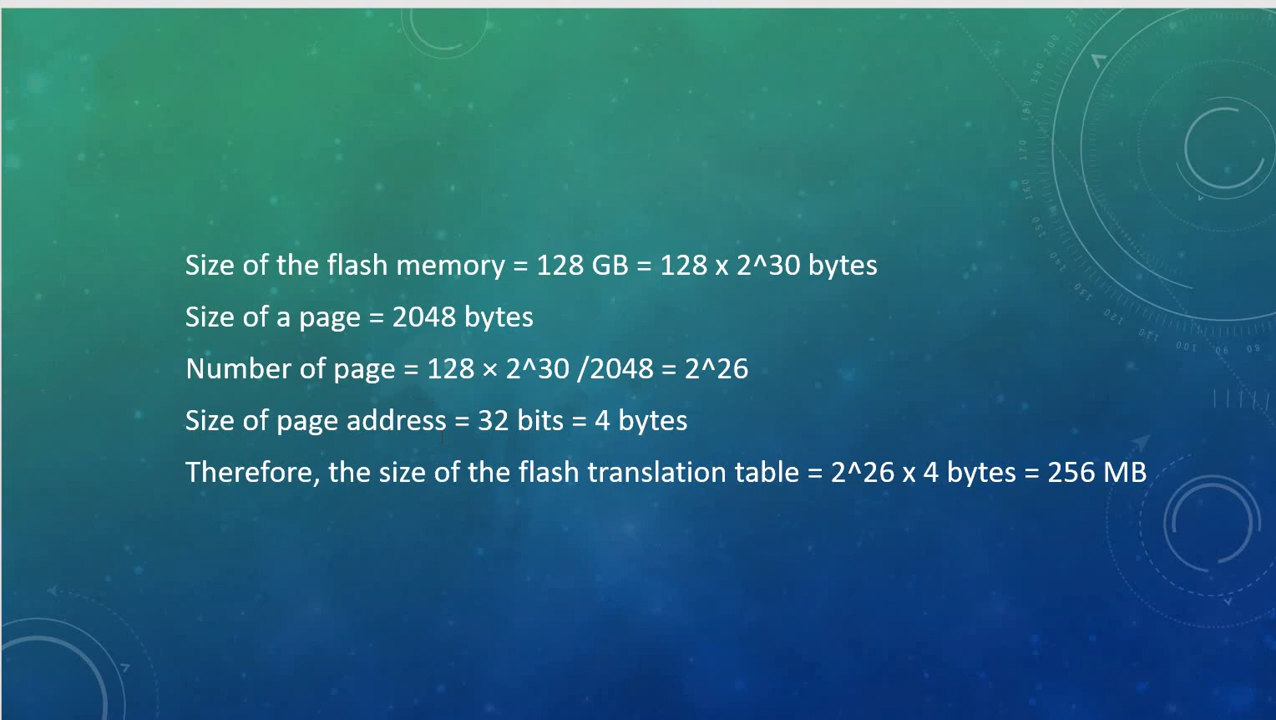 Size of the flash memory = 128 GB = 128 x 2^30 bytes
Size of a page = 2048 bytes
Number of page = 128 × 2^30 /2048 = 2^26
Size of page address = 32 bits = 4 bytes
Therefore, the size of the flash translation table = 2^26 x 4 bytes = 256 MB